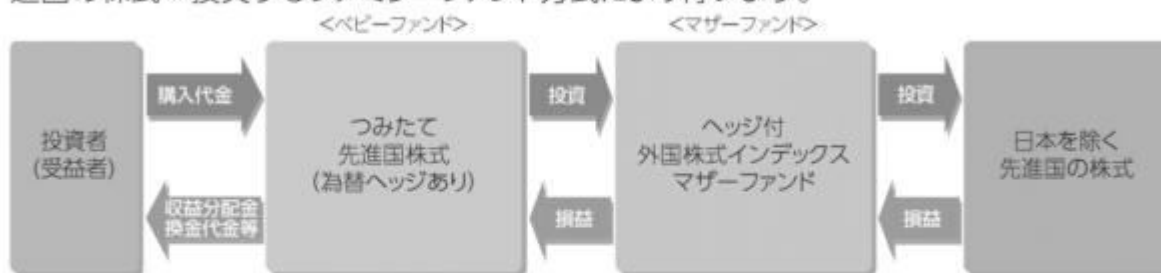 <ベビーファンド>
<マザーファンド>
購入代金
投資
投資
投資者
(受益者)
つみたて
先進国株式
(為替ヘッジあり)
ヘッジ付
外国株式インデックス
マザーファンド
日本を除く
先進国の株式
収益分配金
換金代金等
損益
損益